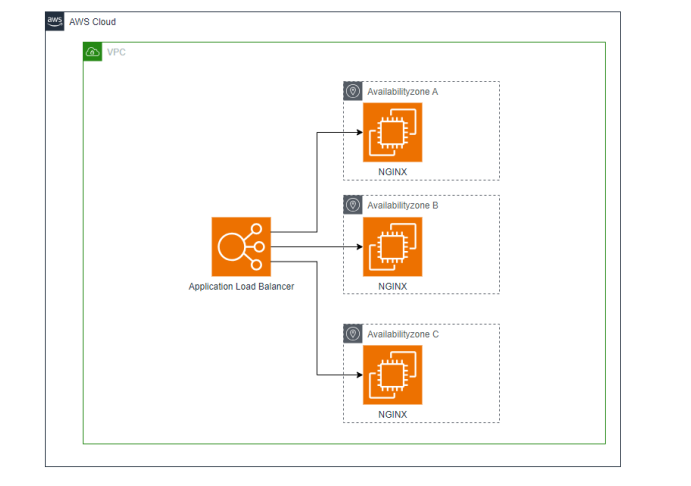 aws
AWS Cloud
VPC
Availabilityzone A
NGINX
Availabilityzone B
NGINX
Application Load Balancer
Availabilityzone C
NGINX